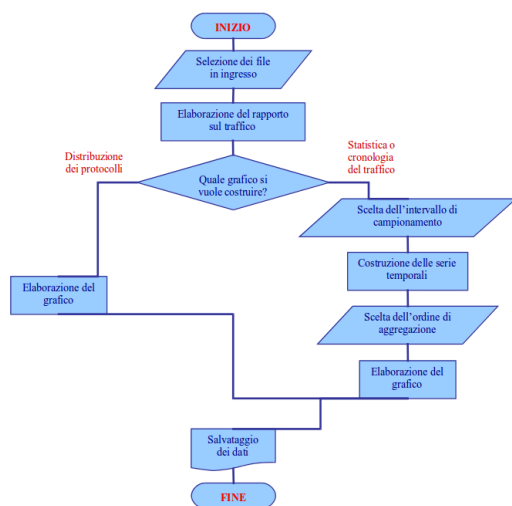 INIZIO
Selezione dei file
in ingresso
Elaborazione del rapporto
sul traffico
Distribuzione
dei protocolli
Statistica o
cronologia
del traffico
Quale grafico si
vuole costruire?
Scelta dell'intervallo di
campionamento
Costruzione delle serie
temporali
Elaborazione del
grafico
Scelta dell'ordine di
aggregazione
Elaborazione del
grafico
Salvataggio
dei dati
FINE